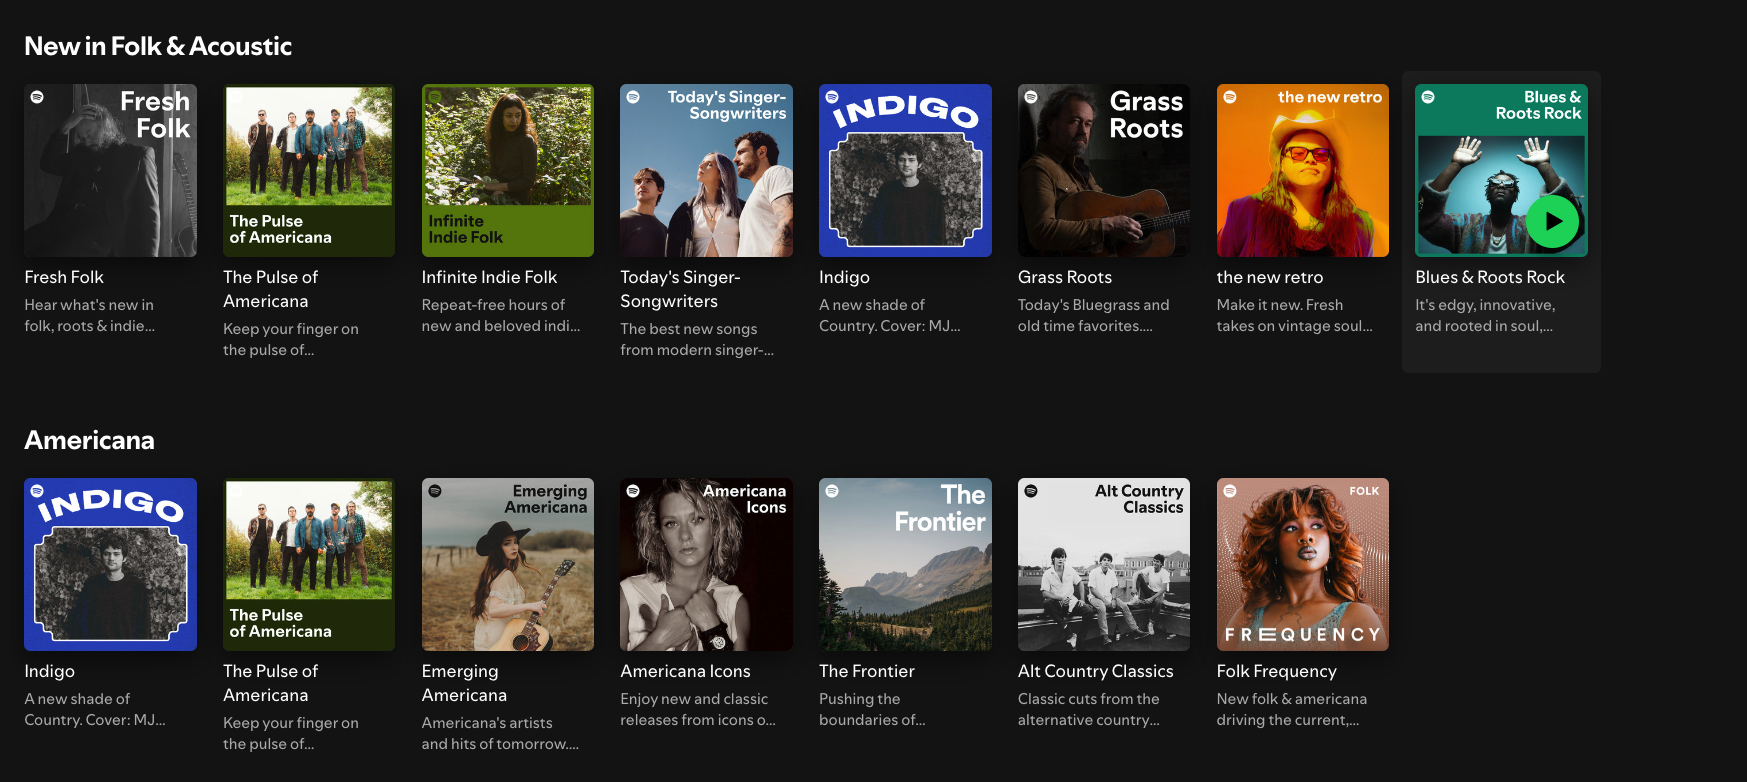 New in Folk & Acoustic
Fresh
Folk
The Pulse
of Americana
Infinite
Indie Folk
Today's Singer-
Songwriters
INDIGO
Grass
Roots
the new retro
Blues &
Roots Rock
Fresh Folk
Hear what's new in
folk, roots & indie...
The Pulse of
Americana
Keep your finger on
the pulse of...
Infinite Indie Folk
Repeat-free hours of
new and beloved indi...
Today's Singer-
Songwriters
The best new songs
from modern singer-...
Indigo
A new shade of
Country. Cover: MJ...
Grass Roots
Today's Bluegrass and
old time favorites....
the new retro
Make it new. Fresh
takes on vintage soul...
Blues & Roots Rock
It's edgy, innovative,
and rooted in soul,...
Americana
INDIGO
The Pulse
of Americana
Emerging
Americana
Americana
Icons
The
Frontier
Alt Country
Classics
FOLK
FREQUENCY
Indigo
A new shade of
Country. Cover: MJ...
The Pulse of
Americana
Keep your finger on
the pulse of...
Emerging
Americana
Americana's artists
and hits of tomorrow....
Americana Icons
Enjoy new and classic
releases from icons o...
The Frontier
Pushing the
boundaries of...
Alt Country Classics
Classic cuts from the
alternative country...
Folk Frequency
New folk & americana
driving the current,...